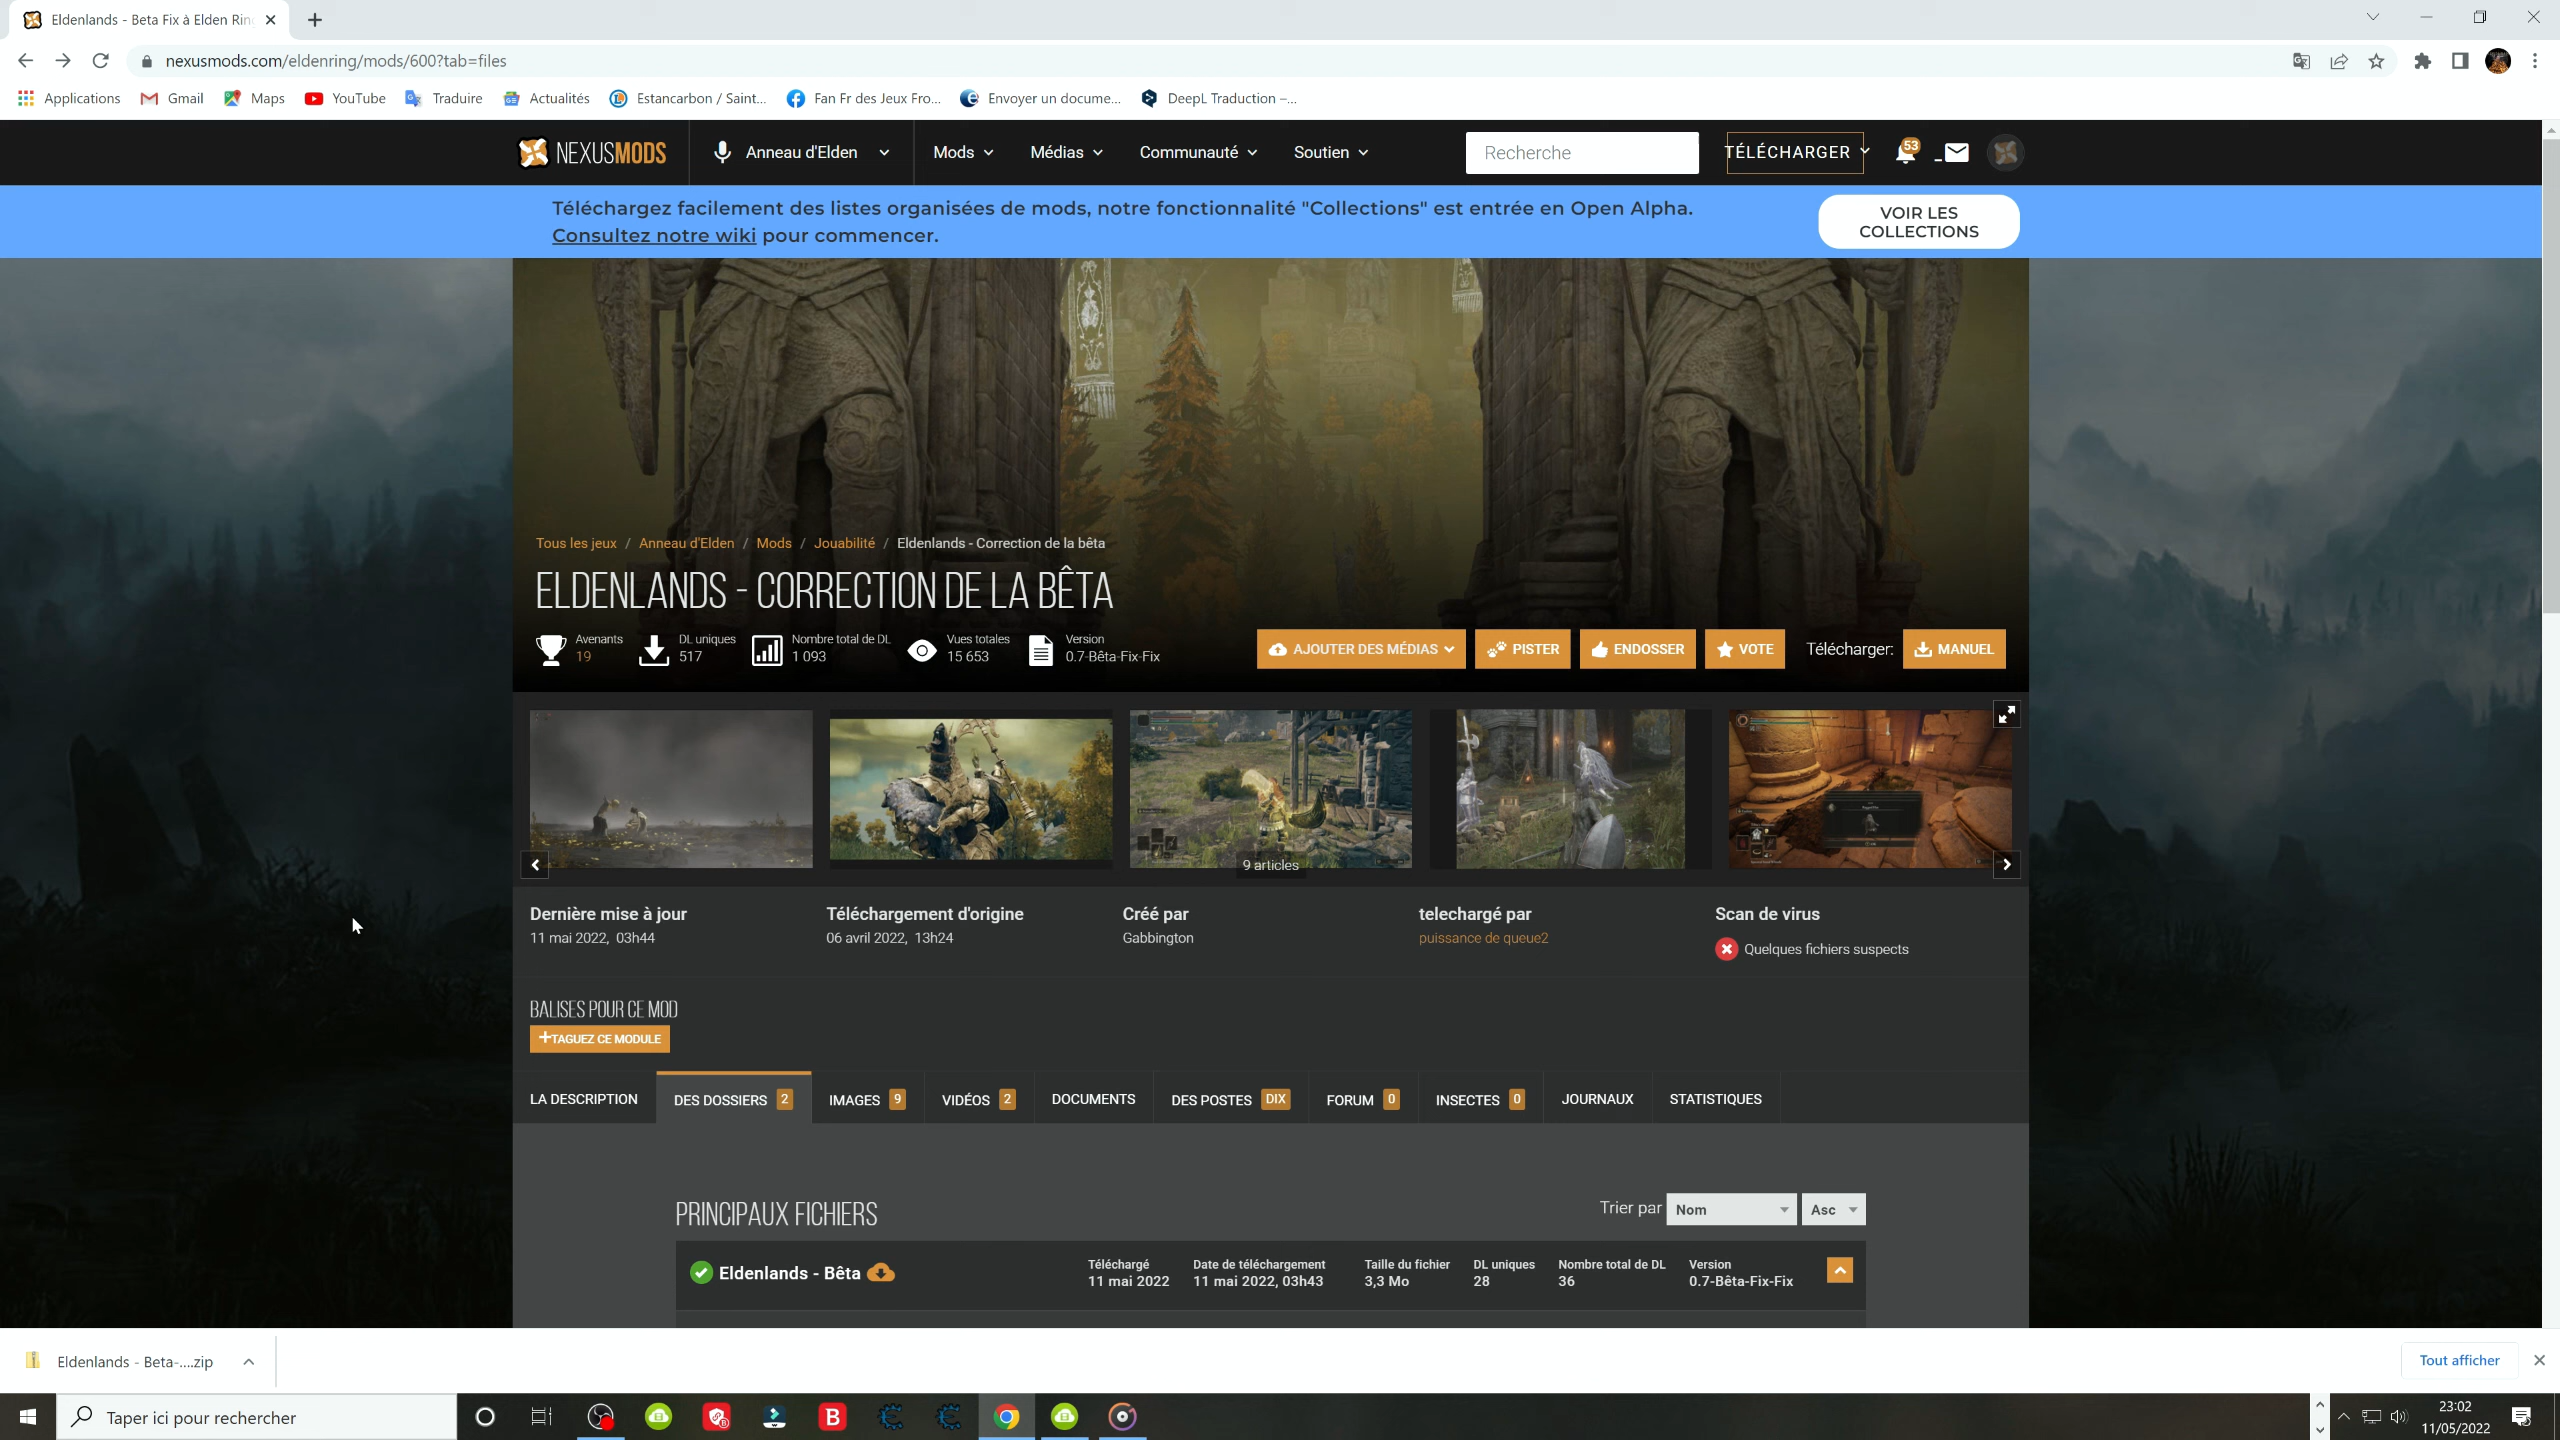 Eldenlands - Beta Fix à Elden Rin
nexusmods.com/eldenring/mods/600?tab=files
Applications Gmail Maps YouTube Traduire Actualités Estancarbon / Saint... Fan Fr des Jeux Fro... Envoyer un docume... DeepL Traduction –...
NEXUSMODS Anneau d'Elden Mods Médias Communauté Soutien Recherche TÉLÉCHARGER 53
Téléchargez facilement des listes organisées de mods, notre fonctionnalité "Collections" est entrée en Open Alpha.
Consultez notre wiki pour commencer.
VOIR LES
COLLECTIONS
Tous les jeux / Anneau d'Elden / Mods / Jouabilité / Eldenlands - Correction de la bêta
ELDENLANDS - CORRECTION DE LA BÊTA
Avenants DL uniques Nombre total de DL Vues totales Version
19 517 1 093 15 653 0.7-Bêta-Fix-Fix
AJOUTER DES MÉDIAS PISTER ENDOSSER VOTE Télécharger: MANUEL
9 articles
Dernière mise à jour Téléchargement d'origine Créé par telechargé par Scan de virus
11 mai 2022, 03h44 06 avril 2022, 13h24 Gabbington puissance de queue2 Quelques fichiers suspects
BALISES POUR CE MOD
+TAGUEZ CE MODULE
LA DESCRIPTION DES DOSSIERS 2 IMAGES 9 VIDÉOS 2 DOCUMENTS DES POSTES DIX FORUM 0 INSECTES 0 JOURNAUX STATISTIQUES
PRINCIPAUX FICHIERS Trier par Nom Asc
Eldenlands - Bêta
Téléchargé Date de téléchargement Taille du fichier DL uniques Nombre total de DL Version
11 mai 2022 11 mai 2022, 03h43 3,3 Mo 28 36 0.7-Bêta-Fix-Fix
Eldenlands - Beta-....zip Tout afficher
Taper ici pour rechercher
23:02
11/05/2022